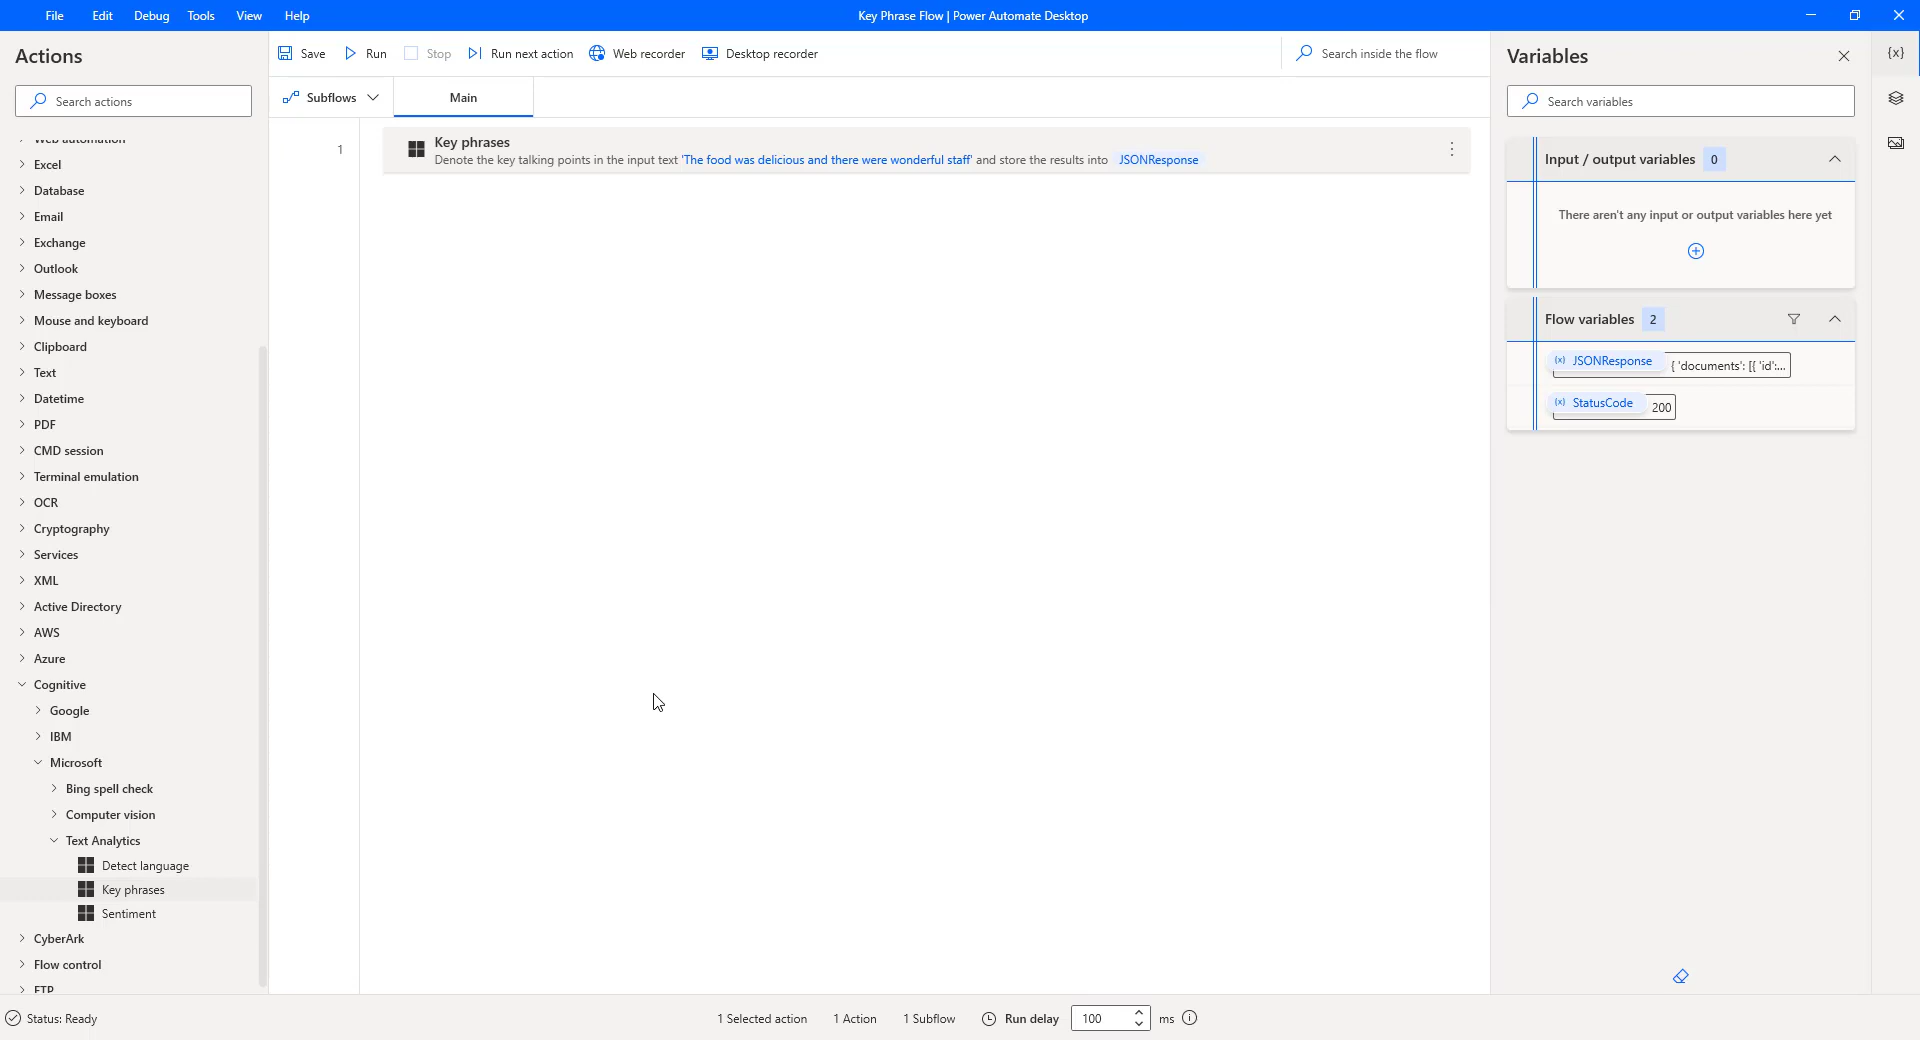 File Edit Debug Tools View Help
Key Phrase Flow | Power Automate Desktop
Actions
Search actions
Web automation
Excel
Database
Email
Exchange
Outlook
Message boxes
Mouse and keyboard
Clipboard
Text
Datetime
PDF
CMD session
Terminal emulation
OCR
Cryptography
Services
XML
Active Directory
AWS
Azure
Cognitive
Google
IBM
Microsoft
Bing spell check
Computer vision
Text Analytics
Detect language
Key phrases
Sentiment
CyberArk
Flow control
FTP
Save Run Stop Run next action Web recorder Desktop recorder
Search inside the flow
Subflows
Main
1
Key phrases
Denote the key talking points in the input text 'The food was delicious and there were wonderful staff' and store the results into JSONResponse
Variables
{x}
Search variables
Input / output variables 0
There aren't any input or output variables here yet
Flow variables 2
(x) JSONResponse { 'documents': [{ 'id':...
(x) StatusCode 200
Status: Ready
1 Selected action 1 Action 1 Subflow Run delay 100 ms